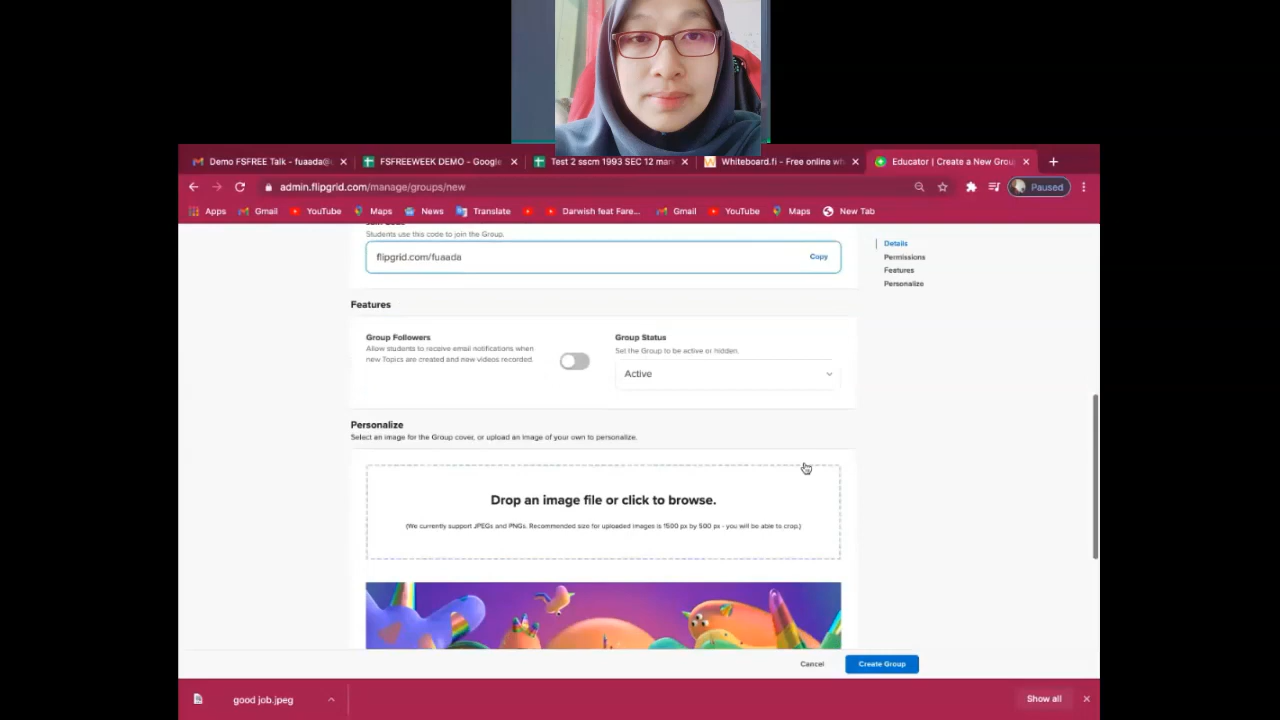 Demo FSFREE Talk - fuaada@
FSFREEWEEK DEMO - Google
Test 2 sscm 1993 SEC 12 mar
Whiteboard.fi - Free online wh
Educator | Create a New Grou
admin.flipgrid.com/manage/groups/new
Paused
Apps
Gmail
YouTube
Maps
News
Translate
Darwish feat Fare...
Gmail
YouTube
Maps
New Tab
Students use this code to join the Group.
flipgrid.com/fuaada
Copy
Details
Permissions
Features
Personalize
Features
Group Followers
Allow students to receive email notifications when
new Topics are created and new videos recorded.
Group Status
Set the Group to be active or hidden.
Active
Personalize
Select an image for the Group cover, or upload an image of your own to personalize.
Drop an image file or click to browse.
(We currently support JPEGs and PNGs. Recommended size for uploaded images is 1500 px by 500 px - you will be able to crop.)
Cancel
Create Group
good job.jpeg
Show all